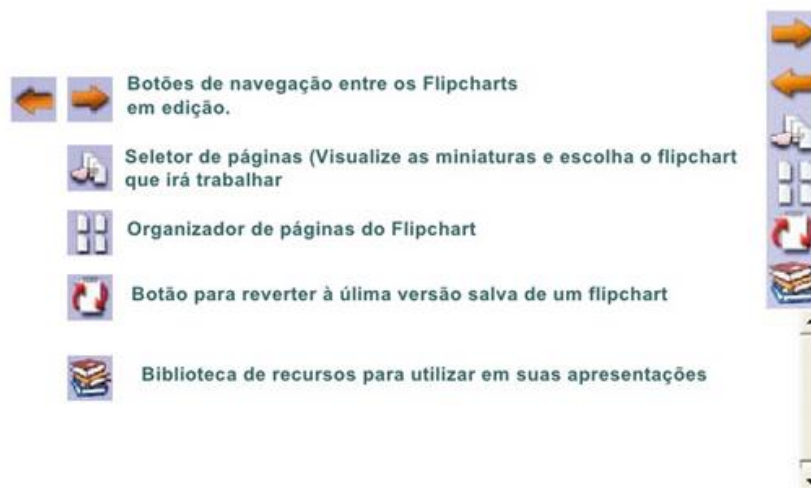 Botões de navegação entre os Flipcharts
em edição.
Seletor de páginas (Visualize as miniaturas e escolha o flipchart
que irá trabalhar
Organizador de páginas do Flipchart
Botão para reverter à úlima versão salva de um flipchart
Biblioteca de recursos para utilizar em suas apresentações